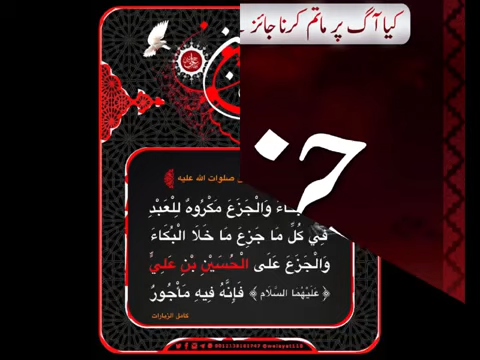 کیا آگ پر ماتم کرنا جائز
صلوات الله عليه
وَالْجَزَعَ مَكْرُوهٌ لِلْعَبْدِ
فِي كُلِّ مَا جَزِعَ مَا خَلَا الْبُكَاءَ
وَالْجَزَعَ عَلَى الْحُسَيْنِ بْنِ عَلِيٍّ
﴿عَلَيْهِمَا السَّلَام﴾ فَإِنَّهُ فِيهِ مَأْجُورٌ
كامل الزيارات